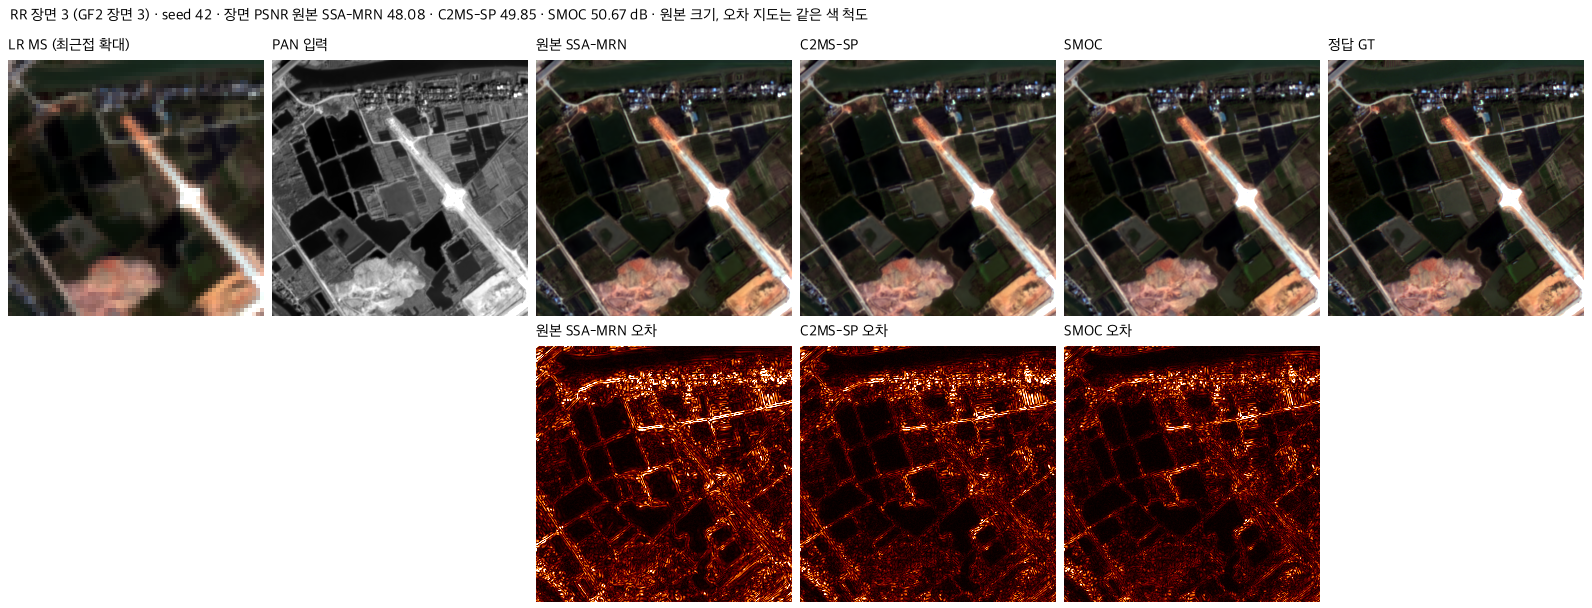 RR 장면 3 (GF2 장면 3) · seed 42 · 장면 PSNR 원본 SSA-MRN 48.08 · C2MS-SP 49.85 · SMOC 50.67 dB · 원본 크기, 오차 지도는 같은 색 척도
LR MS (최근접 확대)
PAN 입력
원본 SSA-MRN
C2MS-SP
SMOC
정답 GT
원본 SSA-MRN 오차
C2MS-SP 오차
SMOC 오차